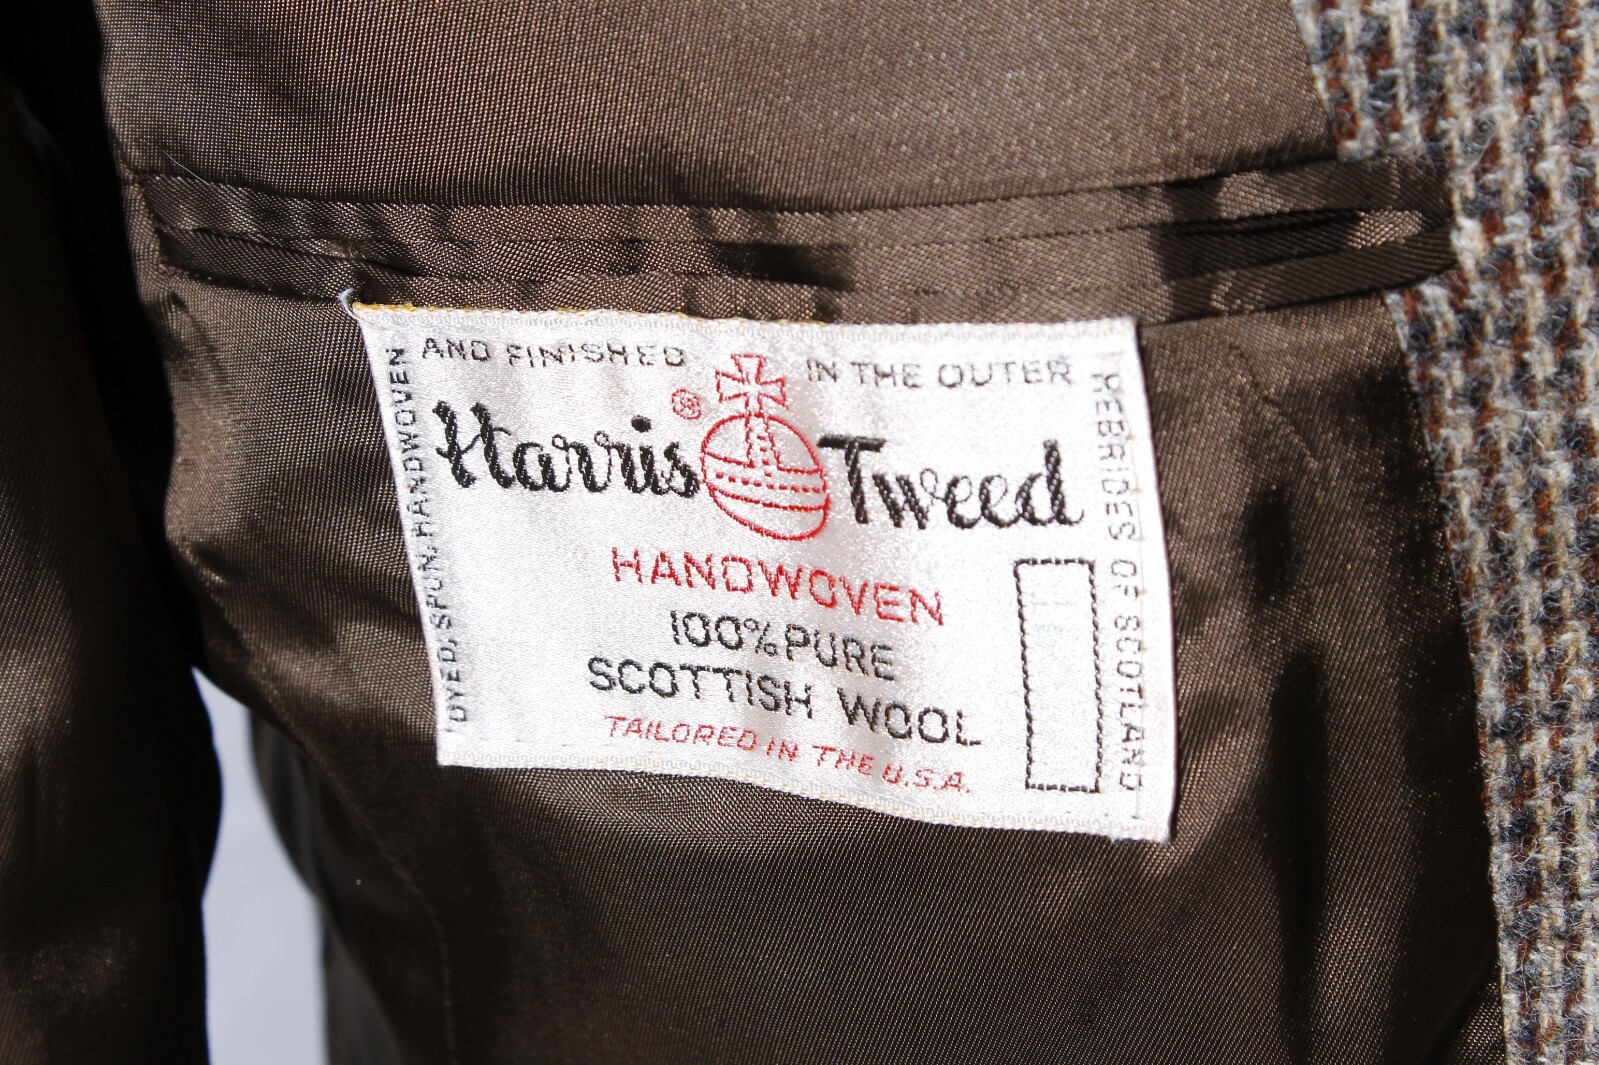 DYED, SPUN, HANDWOVEN
AND FINISHED IN THE OUTER
HEBRIDES OF SCOTLAND
Harris ® Tweed
HANDWOVEN
100% PURE
SCOTTISH WOOL
TAILORED IN THE U.S.A.